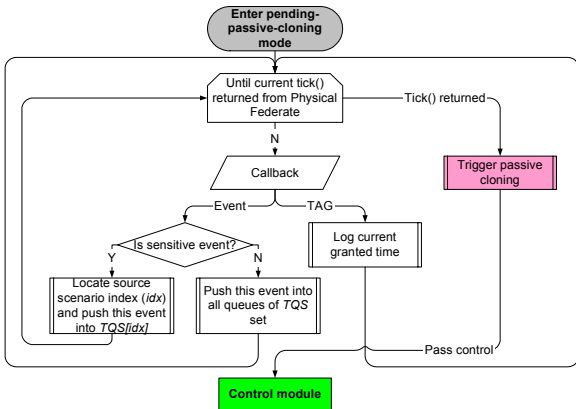 Enter pending-
passive-cloning
mode
Until current tick()
returned from Physical
Federate
Tick() returned
N
Callback
Trigger passive
cloning
Event
TAG
Is sensitive event?
Log current
granted time
Y
N
Locate source
scenario index (idx)
and push this event
into TQS[idx]
Push this event into
all queues of TQS
set
Pass control
Control module